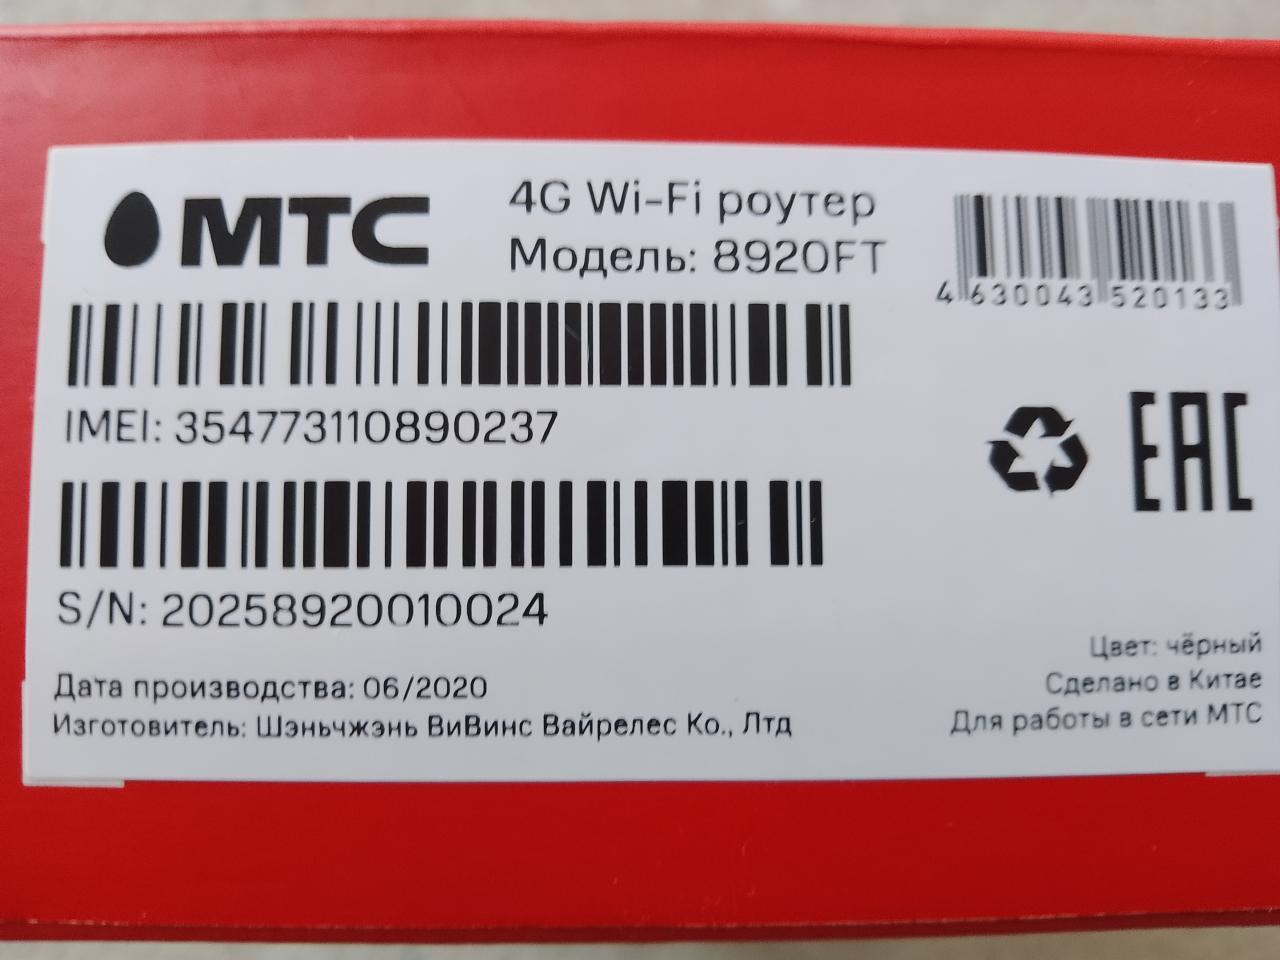 МТС
4G Wi-Fi роутер
Модель: 8920FT
4 630043 520133
IMEI: 354773110890237
EAC
S/N: 20258920010024
Цвет: чёрный
Дата производства: 06/2020
Сделано в Китае
Изготовитель: Шэньчжэнь ВиВинс Вайрелес Ко., Лтд
Для работы в сети МТС